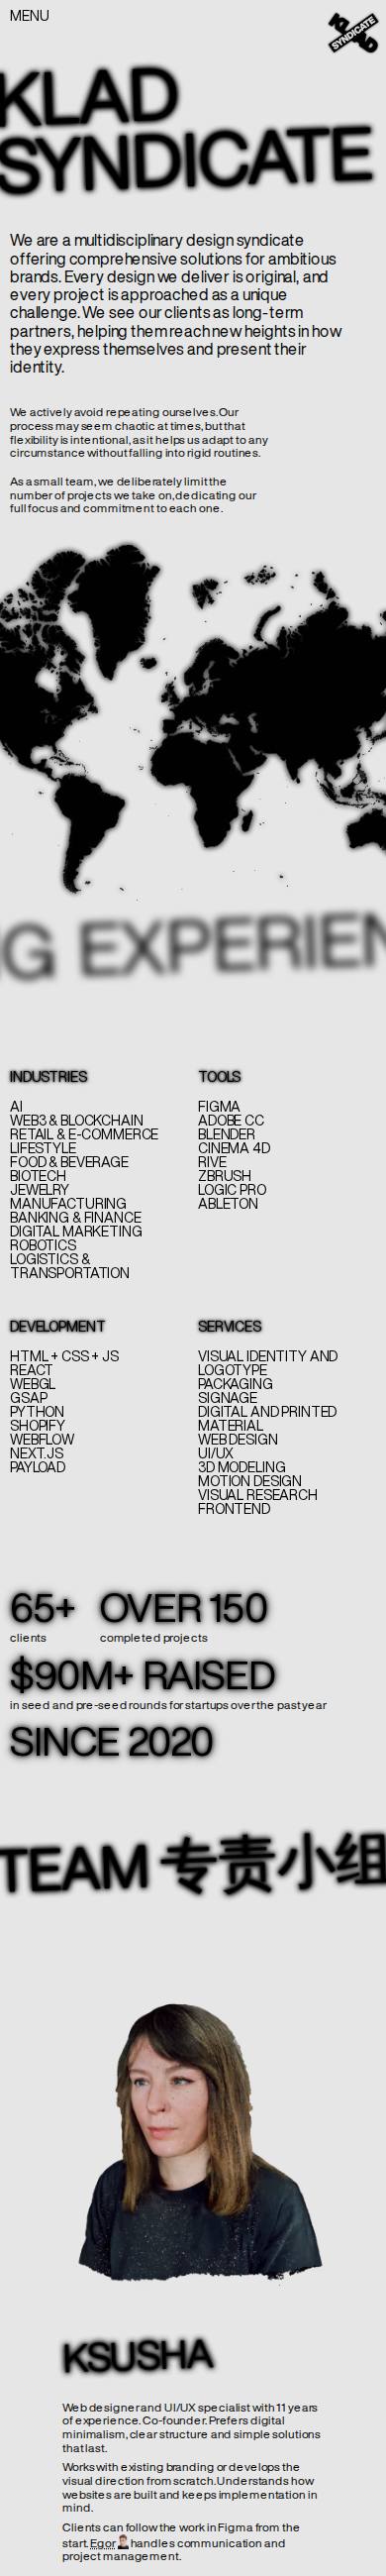 MENU
SYNDICATE
KLAD
SYNDICATE
We are a multidisciplinary design syndicate
offering comprehensive solutions for ambitious
brands. Every design we deliver is original, and
every project is approached as a unique
challenge. We see our clients as long-term
partners, helping them reach new heights in how
they express themselves and present their
identity.
We actively avoid repeating ourselves. Our
process may seem chaotic at times, but that
flexibility is intentional, as it helps us adapt to any
circumstance without falling into rigid routines.
As a small team, we deliberately limit the
number of projects we take on, dedicating our
full focus and commitment to each one.
NG EXPERIEN
INDUSTRIES
AI
WEB3 & BLOCKCHAIN
RETAIL & E-COMMERCE
LIFESTYLE
FOOD & BEVERAGE
BIOTECH
JEWELRY
MANUFACTURING
BANKING & FINANCE
DIGITAL MARKETING
ROBOTICS
LOGISTICS &
TRANSPORTATION
TOOLS
FIGMA
ADOBE CC
BLENDER
CINEMA 4D
RIVE
ZBRUSH
LOGIC PRO
ABLETON
DEVELOPMENT
HTML + CSS + JS
REACT
WEBGL
GSAP
PYTHON
SHOPIFY
WEBFLOW
NEXT.JS
PAYLOAD
SERVICES
VISUAL IDENTITY AND
LOGOTYPE
PACKAGING
SIGNAGE
DIGITAL AND PRINTED
MATERIAL
WEB DESIGN
UI/UX
3D MODELING
MOTION DESIGN
VISUAL RESEARCH
FRONTEND
65+ OVER 150
clients completed projects
$90M+ RAISED
in seed and pre-seed rounds for startups over the past year
SINCE 2020
TEAM 专责小组
KSUSHA
Web designer and UI/UX specialist with 11 years
of experience. Co-founder. Prefers digital
minimalism, clear structure and simple solutions
that last.
Works with existing branding or develops the
visual direction from scratch. Understands how
websites are built and keeps implementation in
mind.
Clients can follow the work in Figma from the
start. Egor handles communication and
project management.